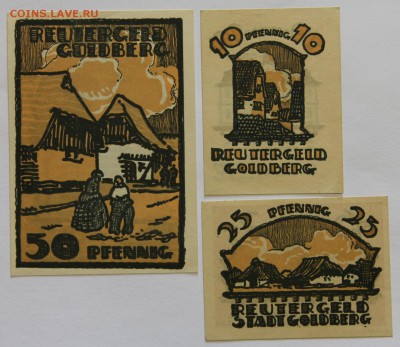 COINS.LAVE.RU
REUTERGELD
GOLDBERG
50 PFENNIG
10 PFENNIG 10
REUTERGELD
GOLDBERG
25 PFENNIG 25
REUTERGELD
STADT GOLDBERG